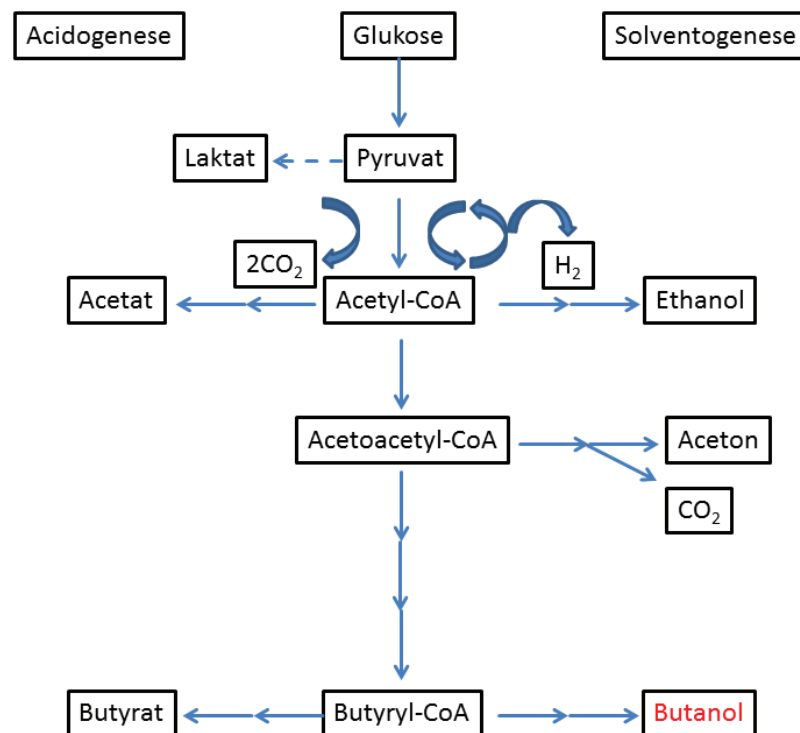 Acidogenese
Glukose
Solventogenese
Laktat
Pyruvat
2CO₂
H₂
Acetat
Acetyl-CoA
Ethanol
Acetoacetyl-CoA
Aceton
CO₂
Butyrat
Butyryl-CoA
Butanol